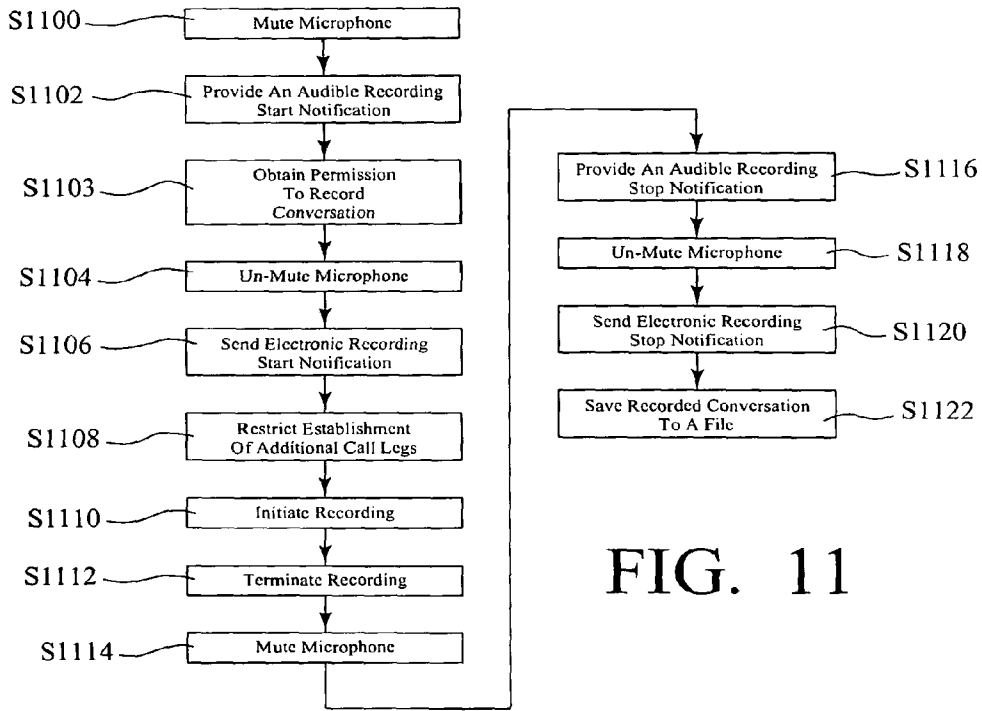 S1100
Mute Microphone
S1102
Provide An Audible Recording
Start Notification
S1103
Obtain Permission
To Record
Conversation
S1104
Un-Mute Microphone
S1106
Send Electronic Recording
Start Notification
S1108
Restrict Establishment
Of Additional Call Legs
S1110
Initiate Recording
S1112
Terminate Recording
S1114
Mute Microphone
Provide An Audible Recording
Stop Notification
S1116
Un-Mute Microphone
S1118
Send Electronic Recording
Stop Notification
S1120
Save Recorded Conversation
To A File
S1122
FIG. 11